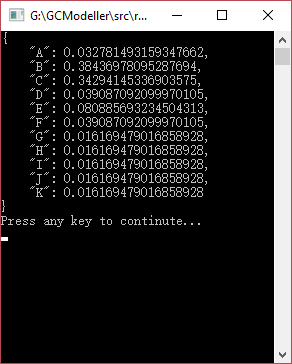 G:\GCModeller\src\r...
{
"A": 0.032781493159347662,
"B": 0.38436978095287694,
"C": 0.34291445336903575,
"D": 0.039087092099970105,
"E": 0.080885693234504313,
"F": 0.039087092099970105,
"G": 0.016169479016858928,
"H": 0.016169479016858928,
"I": 0.016169479016858928,
"J": 0.016169479016858928,
"K": 0.016169479016858928
}
Press any key to continute...